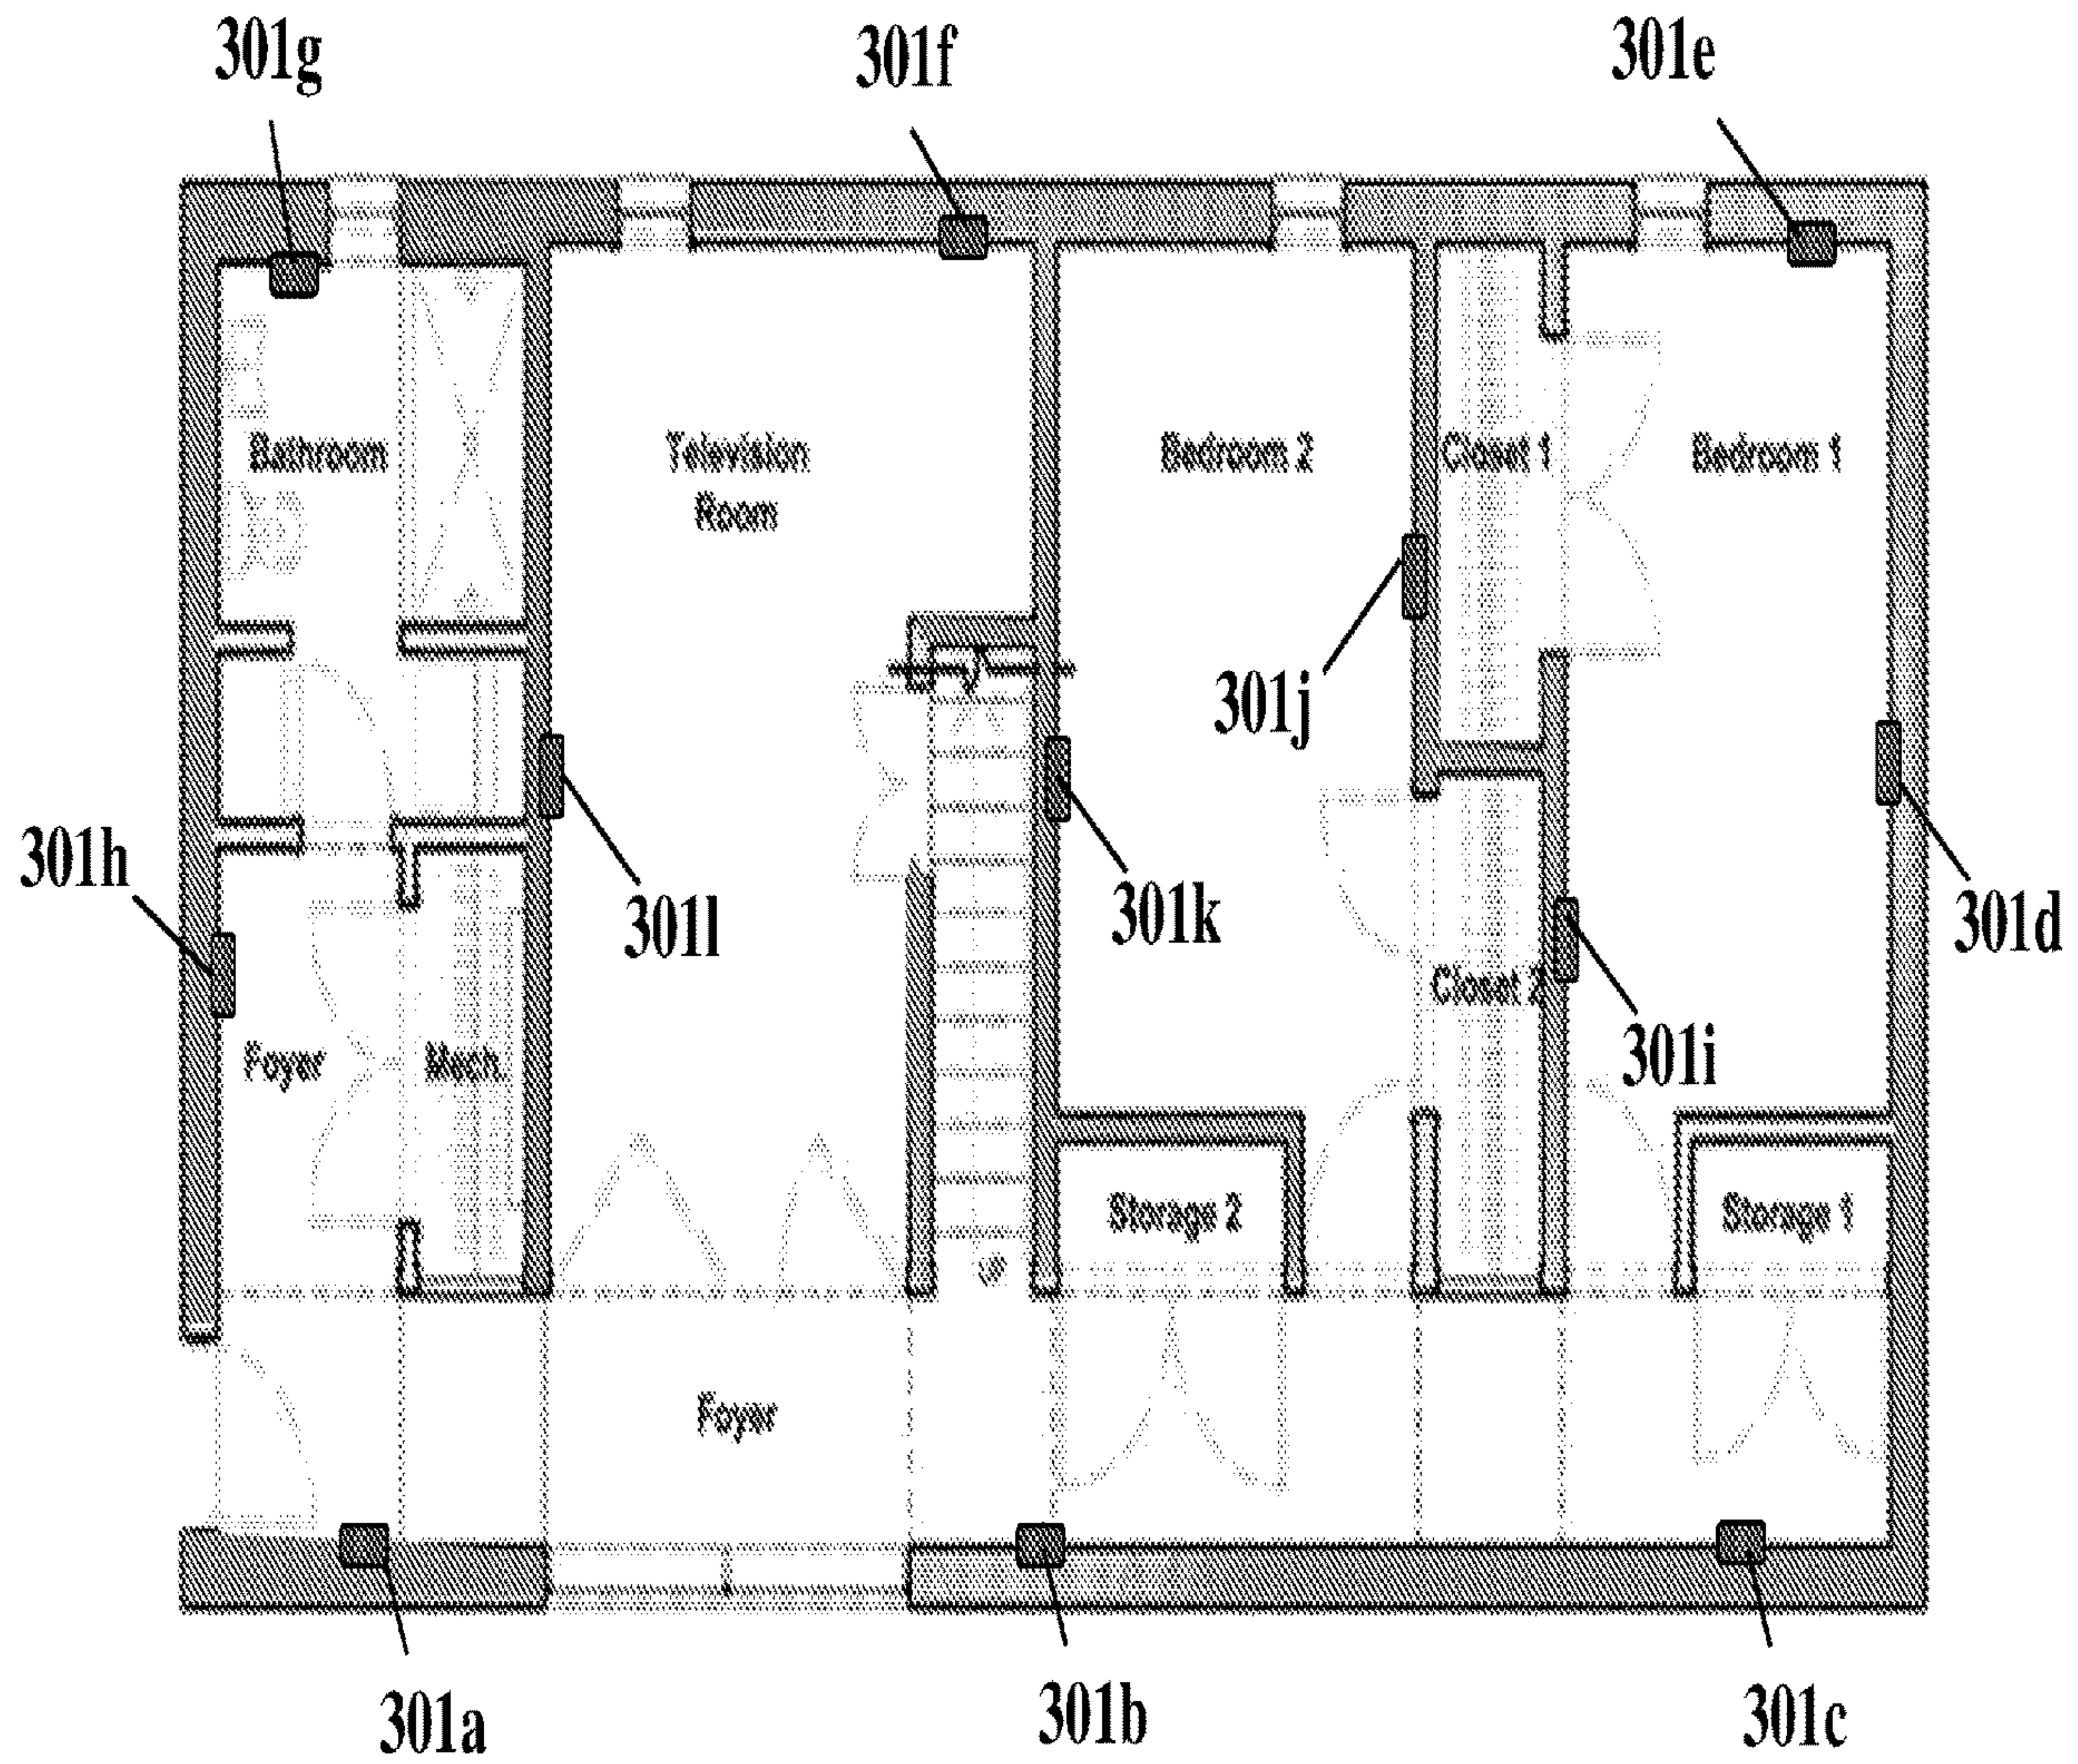 301g
301f
301e
Bathroom
Television
Room
Bedroom 2
Closet 1
Bedroom 1
301j
301h
301l
301k
301d
Closet 2
301i
Foyer
Mech.
Storage 2
Storage 1
Foyer
301a
301b
301c